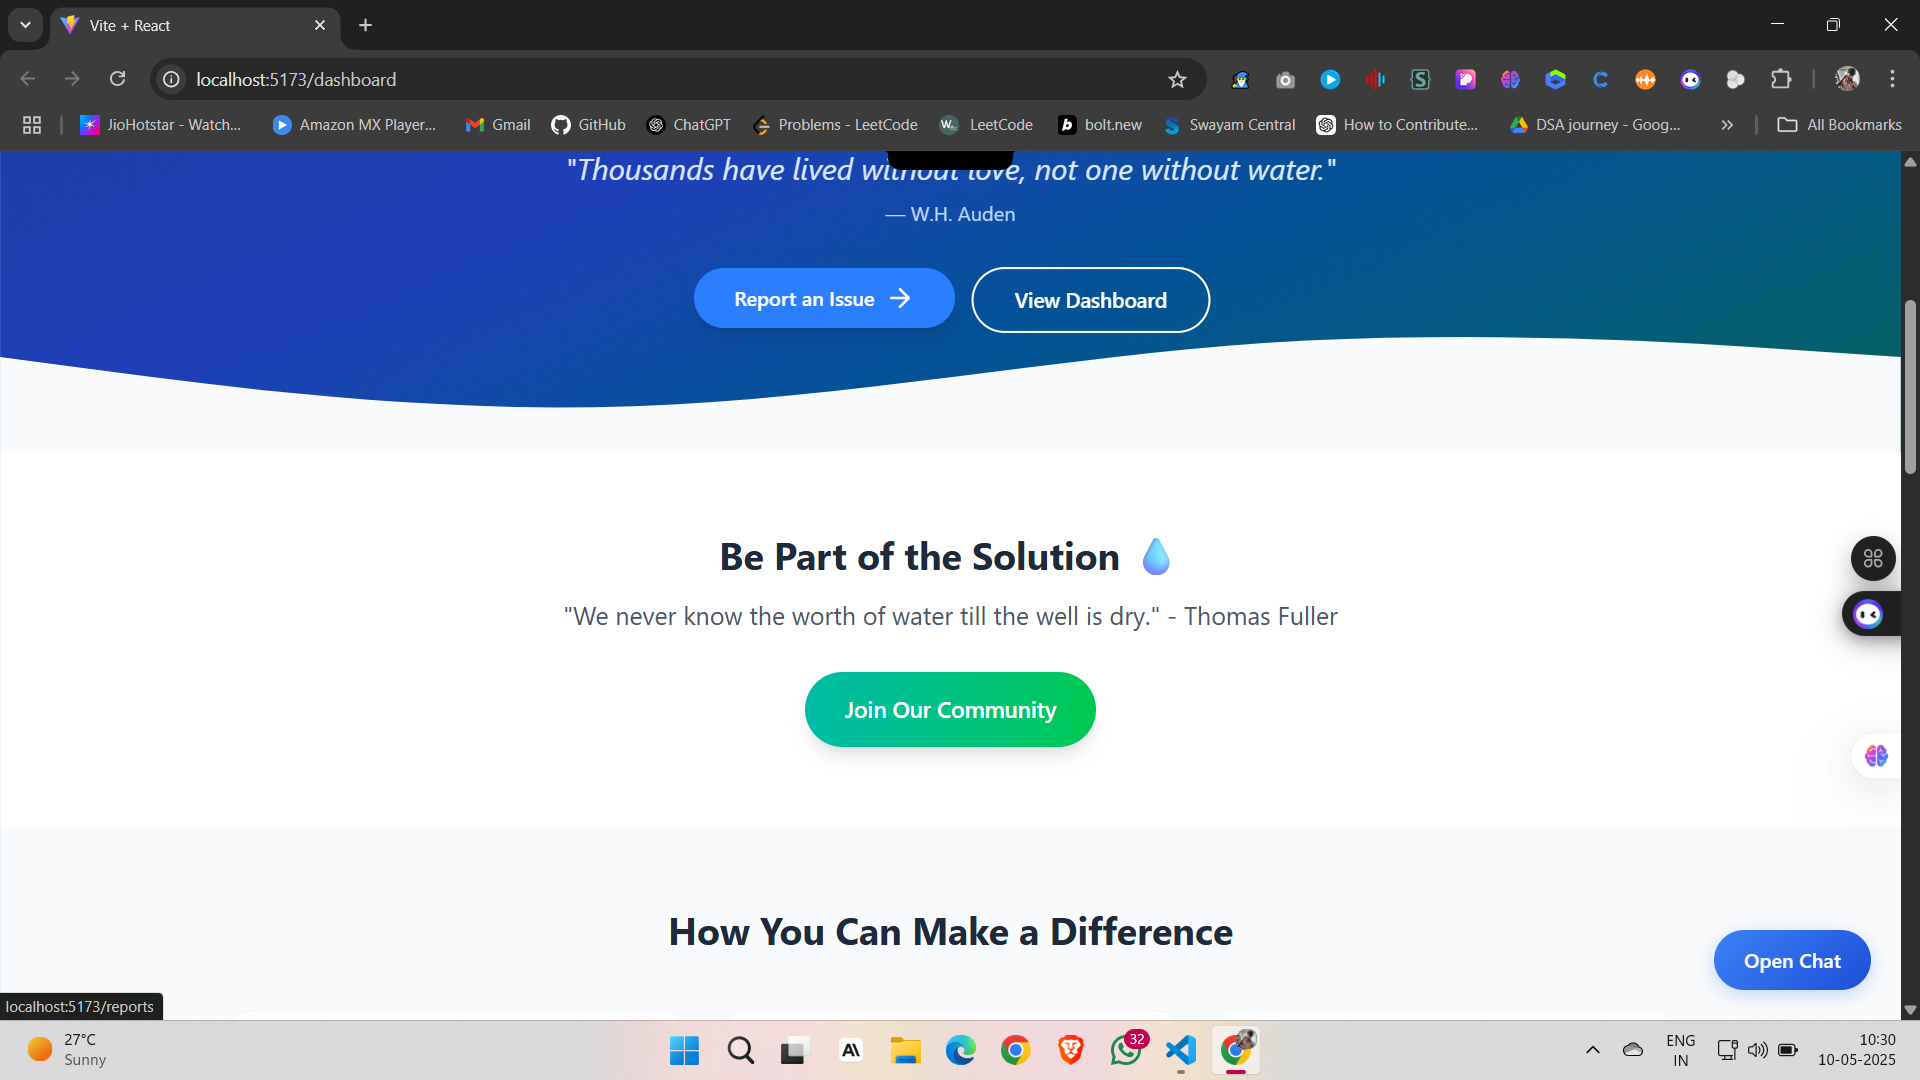 Vite + React
localhost:5173/dashboard
JioHotstar - Watch...
Amazon MX Player...
Gmail
GitHub
ChatGPT
Problems - LeetCode
LeetCode
bolt.new
Swayam Central
How to Contribute...
DSA journey - Goog...
All Bookmarks
"Thousands have lived without love, not one without water."
— W.H. Auden
Report an Issue
View Dashboard
Be Part of the Solution
"We never know the worth of water till the well is dry." - Thomas Fuller
Join Our Community
How You Can Make a Difference
Open Chat
localhost:5173/reports
27°C
Sunny
32
ENG
IN
10:30
10-05-2025